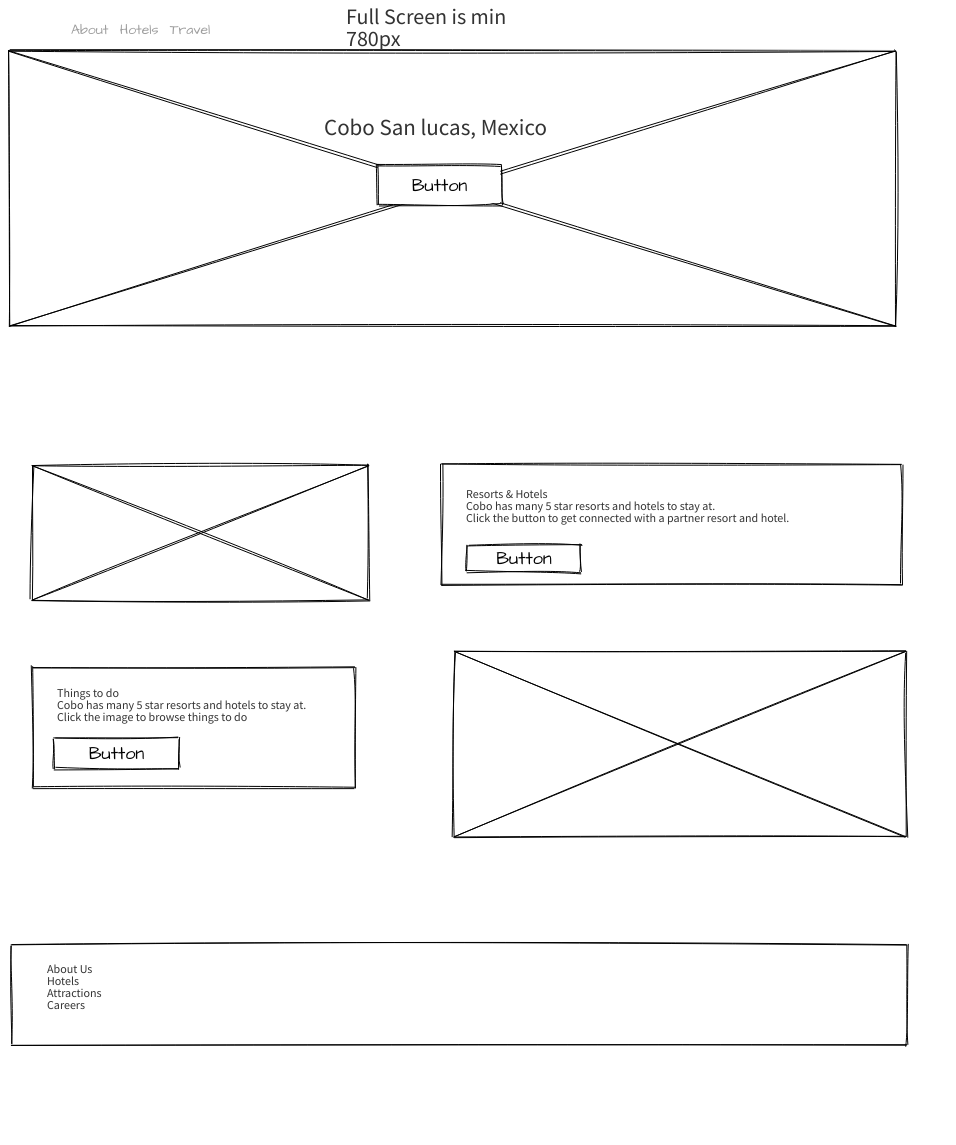 Full Screen is min
780px
About Hotels Travel
Cobo San lucas, Mexico
Button
Resorts & Hotels
Cobo has many 5 star resorts and hotels to stay at.
Click the button to get connected with a partner resort and hotel.
Button
Things to do
Cobo has many 5 star resorts and hotels to stay at.
Click the image to browse things to do
Button
About Us
Hotels
Attractions
Careers